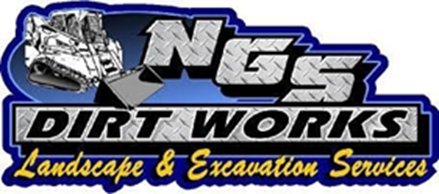 NGS
DIRT WORKS
Landscape & Excavation Services